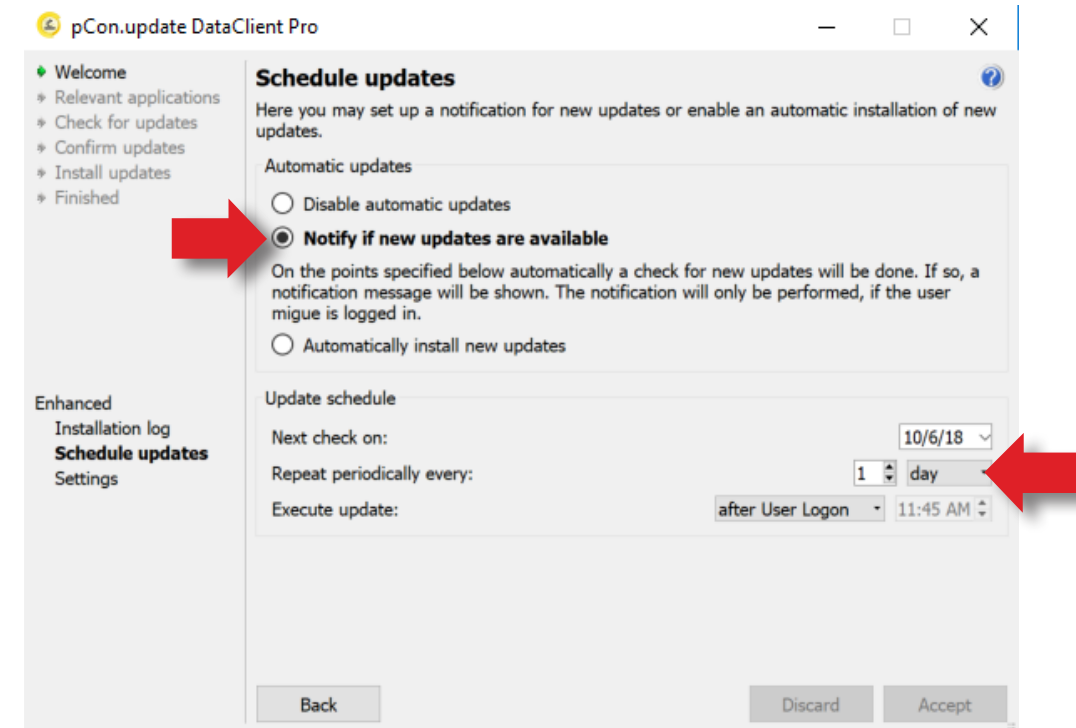 pCon.update DataClient Pro
Welcome
Relevant applications
Check for updates
Confirm updates
Install updates
Finished
Enhanced
Installation log
Schedule updates
Settings
Schedule updates
Here you may set up a notification for new updates or enable an automatic installation of new
updates.
Automatic updates
Disable automatic updates
Notify if new updates are available
On the points specified below automatically a check for new updates will be done. If so, a
notification message will be shown. The notification will only be performed, if the user
migue is logged in.
Automatically install new updates
Update schedule
Next check on: 10/6/18
Repeat periodically every: 1 day
Execute update: after User Logon 11:45 AM
Back Discard Accept